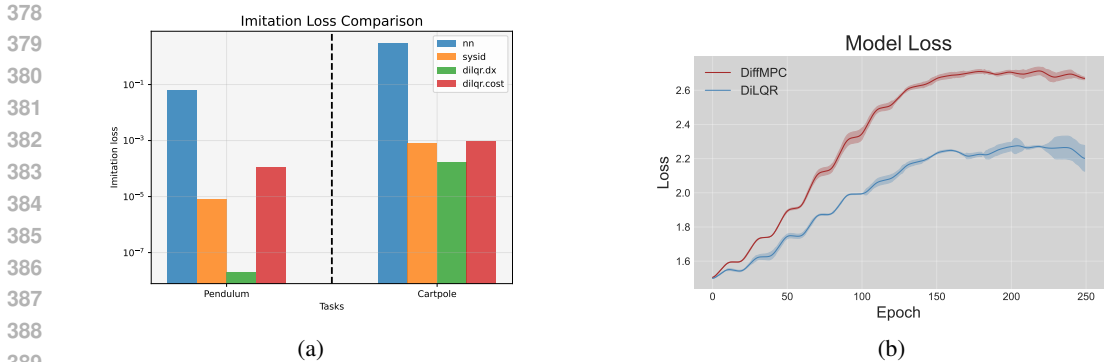 378
379
380
381
382
383
384
385
386
387
388
389
Imitation Loss Comparison
nn
sysid
dilqr.dx
dilqr.cost
Imitation loss
10⁻¹
10⁻³
10⁻⁵
10⁻⁷
Pendulum
Cartpole
Tasks
(a)
Model Loss
DiffMPC
DiLQR
Loss
2.6
2.4
2.2
2.0
1.8
1.6
0
50
100
150
200
250
Epoch
(b)